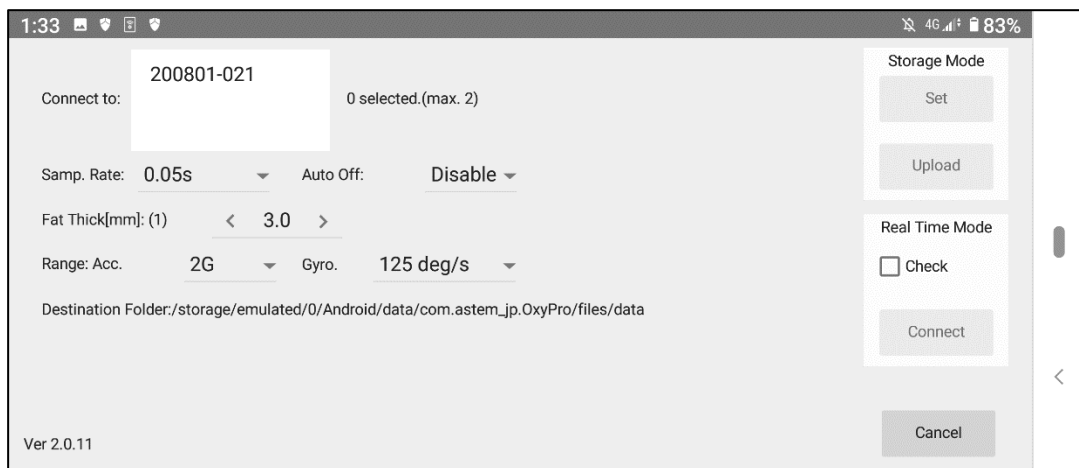 1:33 4G 83%
200801-021
Connect to: 0 selected.(max. 2)
Samp. Rate: 0.05s Auto Off: Disable
Fat Thick[mm]: (1) < 3.0 >
Range: Acc. 2G Gyro. 125 deg/s
Destination Folder:/storage/emulated/0/Android/data/com.astem_jp.OxyPro/files/data
Ver 2.0.11
Storage Mode
Set
Upload
Real Time Mode
Check
Connect
Cancel